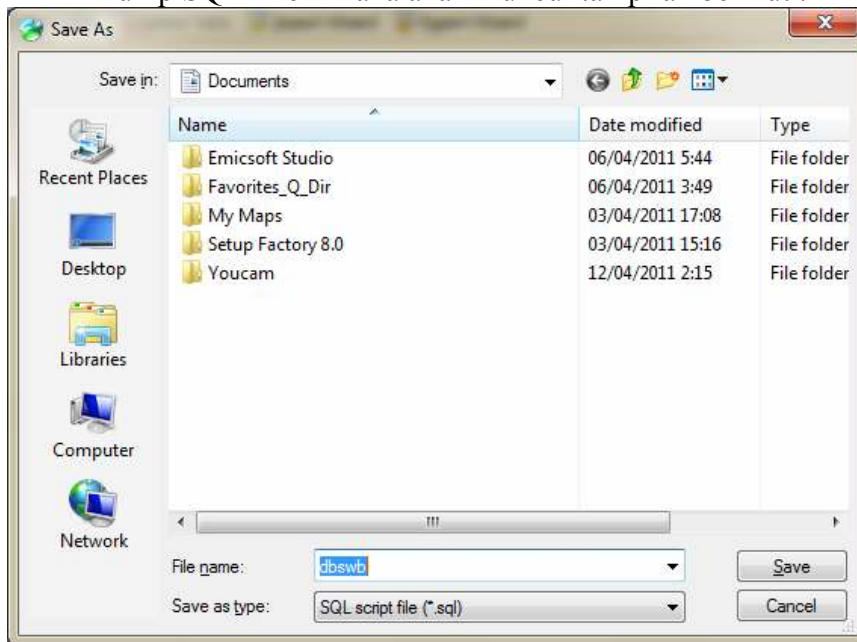 Save As
Save in:
Documents
Name
Date modified
Type
Emicsoft Studio
06/04/2011 5:44
File folder
Favorites_Q_Dir
06/04/2011 3:49
File folder
My Maps
03/04/2011 17:08
File folder
Setup Factory 8.0
03/04/2011 15:16
File folder
Youcam
12/04/2011 2:15
File folder
Recent Places
Desktop
Libraries
Computer
Network
File name:
dbswb
Save
Save as type:
SQL script file (*.sql)
Cancel